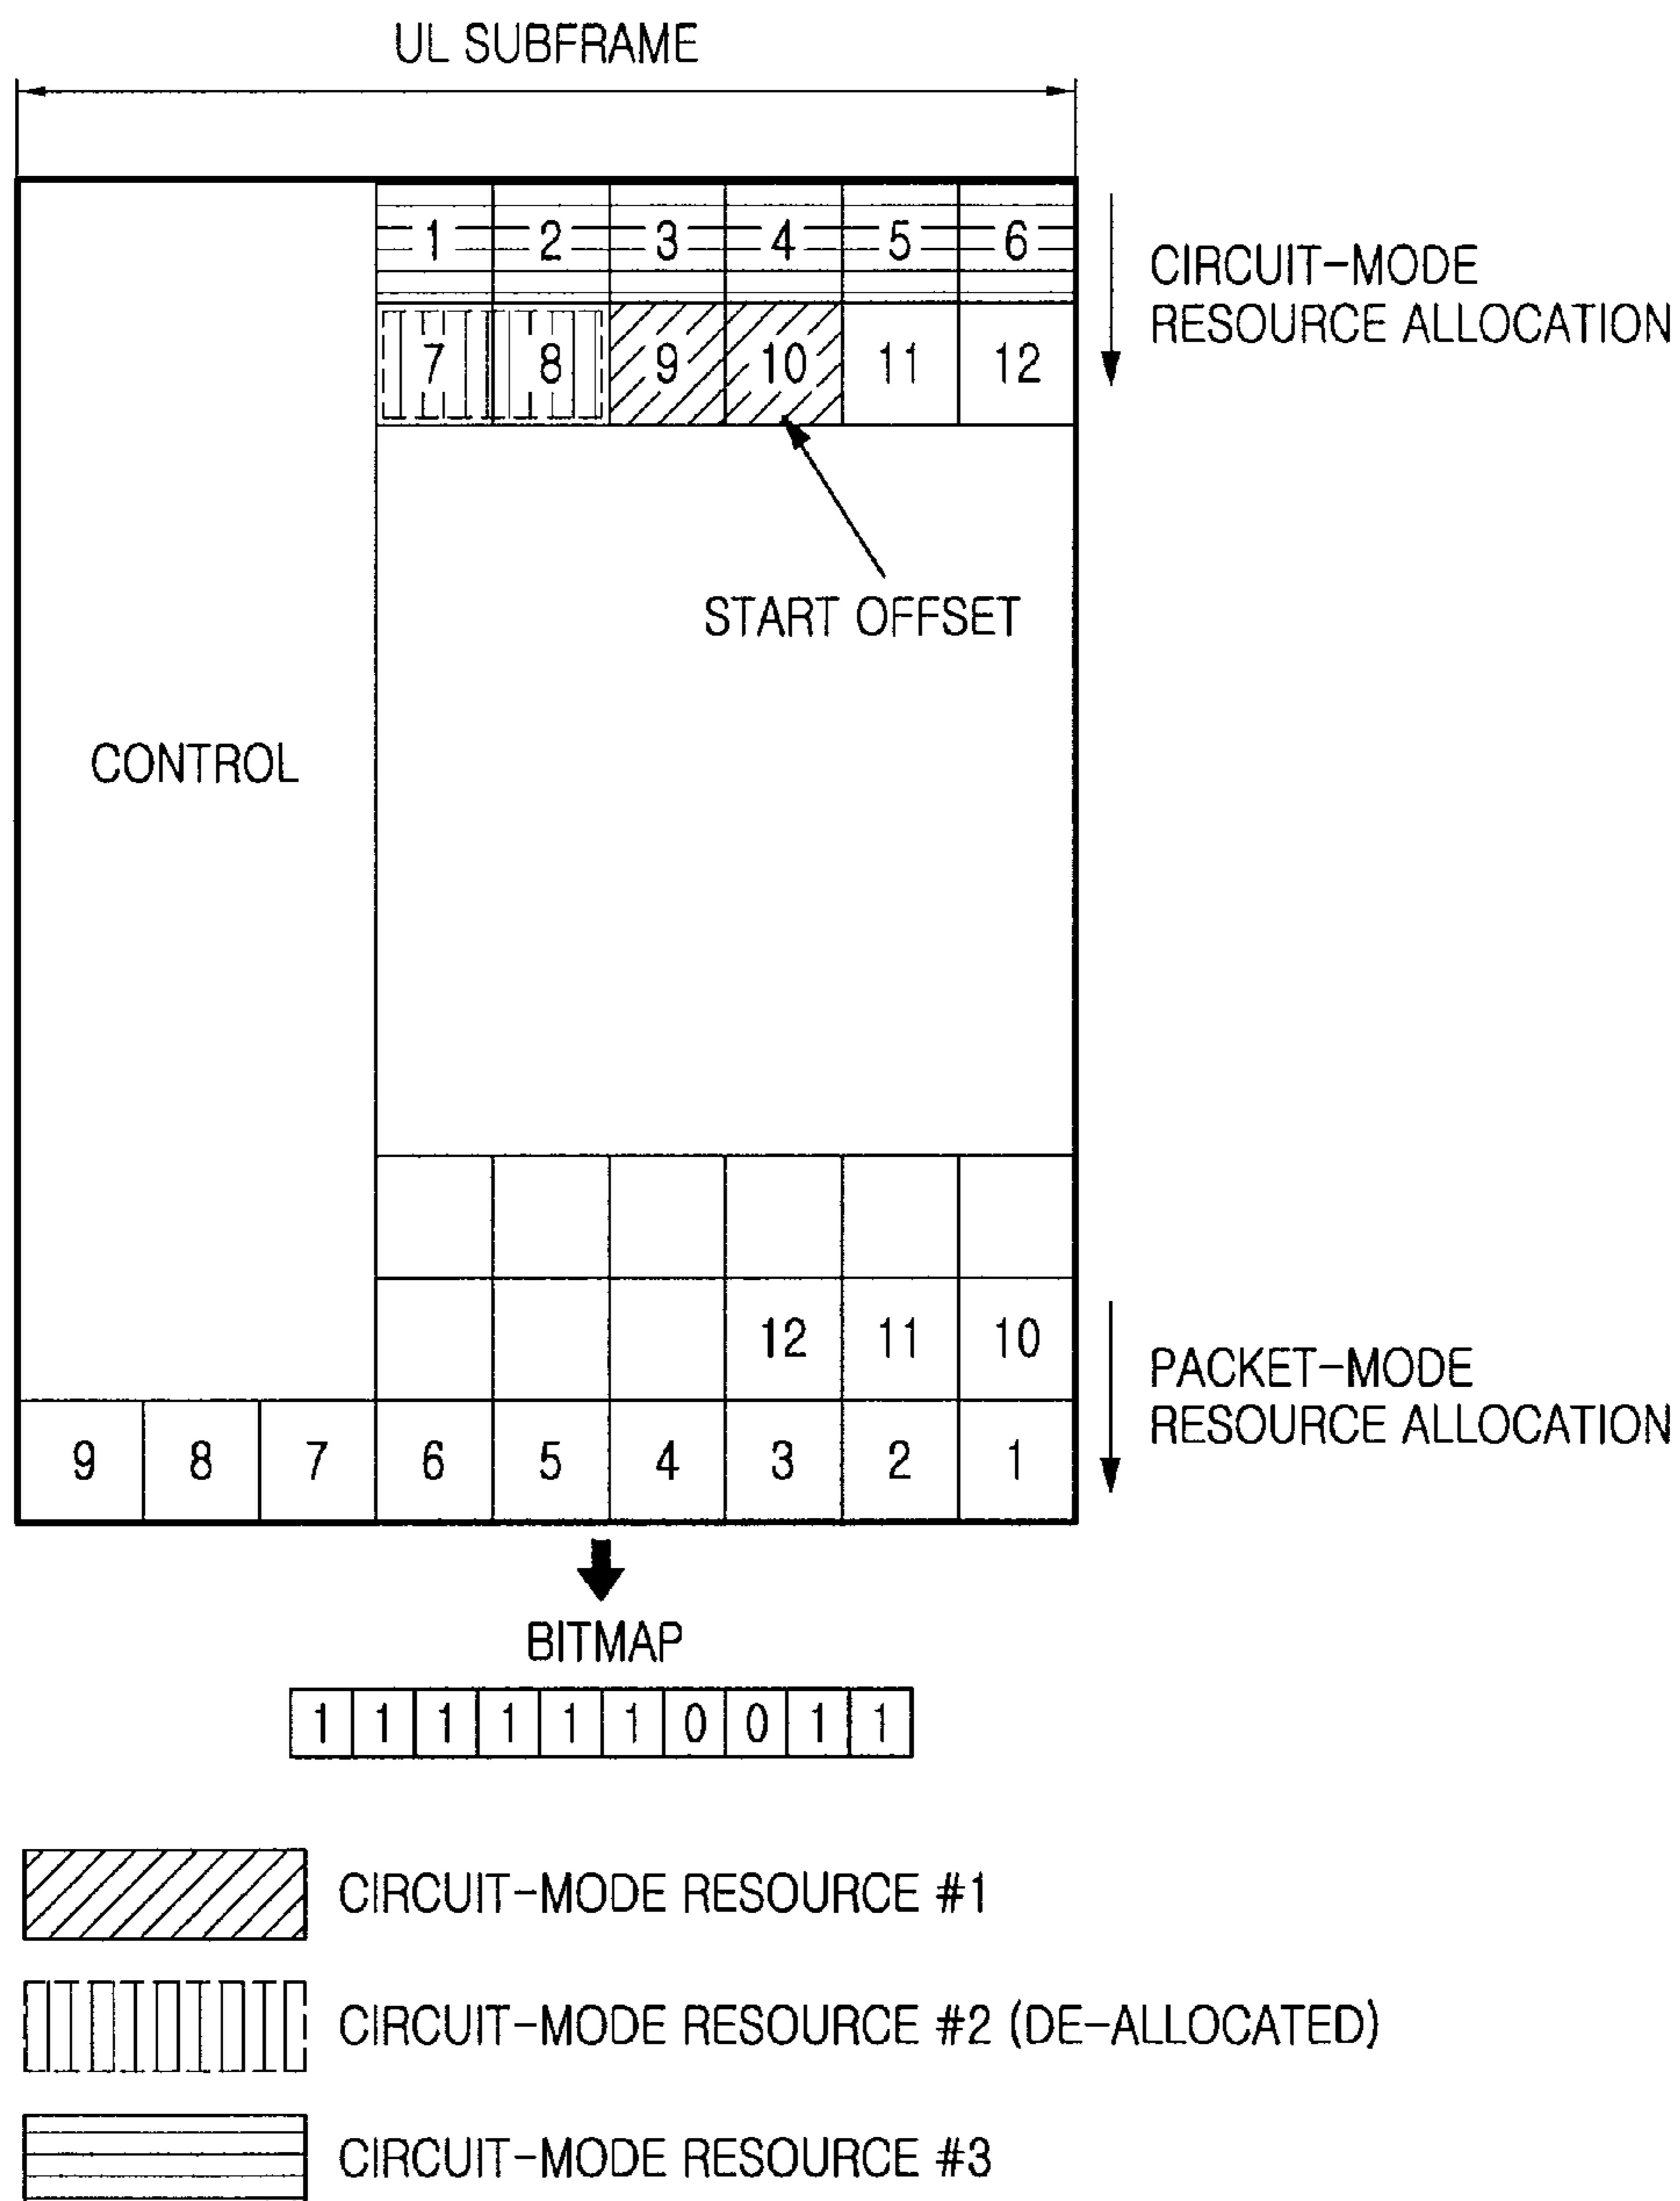 UL SUBFRAME
1 2 3 4 5 6
7 8 9 10 11 12
CIRCUIT-MODE
RESOURCE ALLOCATION
START OFFSET
CONTROL
12 11 10
9 8 7 6 5 4 3 2 1
PACKET-MODE
RESOURCE ALLOCATION
BITMAP
1 1 1 1 1 1 0 0 1 1
CIRCUIT-MODE RESOURCE #1
CIRCUIT-MODE RESOURCE #2 (DE-ALLOCATED)
CIRCUIT-MODE RESOURCE #3